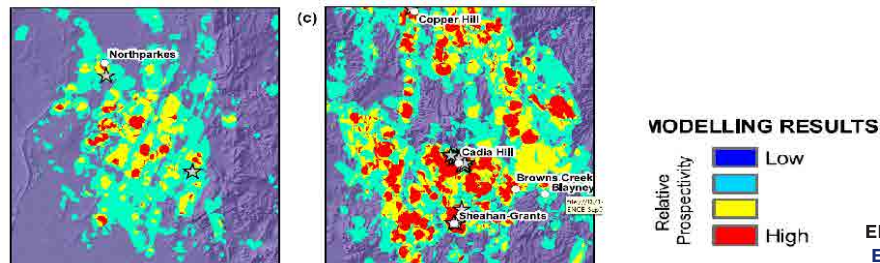 Northparkes
(c)
Copper Hill
Cadia Hill
Browns Creek
Blayney
Sheahan-Grants
MODELLING RESULTS
Relative
Prospectivity
Low
High